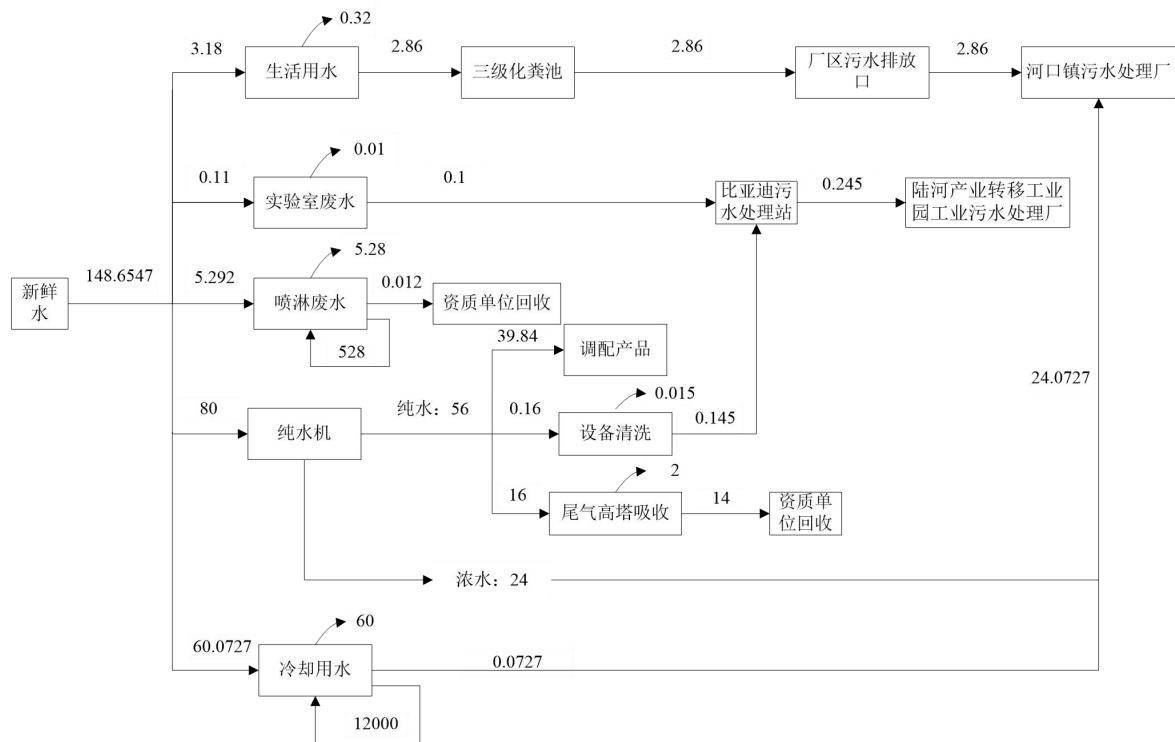 0.32
3.18
生活用水
2.86
三级化粪池
2.86
厂区污水排放
口
2.86
河口镇污水处理厂
0.01
0.11
实验室废水
0.1
比亚迪污
水处理站
0.245
陆河产业转移工业
园工业污水处理厂
新鲜
水
148.6547
5.28
5.292
喷淋废水
0.012
资质单位回收
528
39.84
调配产品
24.0727
80
纯水机
纯水：56
0.16
0.015
设备清洗
0.145
2
16
尾气高塔吸收
14
资质单
位回收
浓水：24
60
60.0727
冷却用水
0.0727
12000